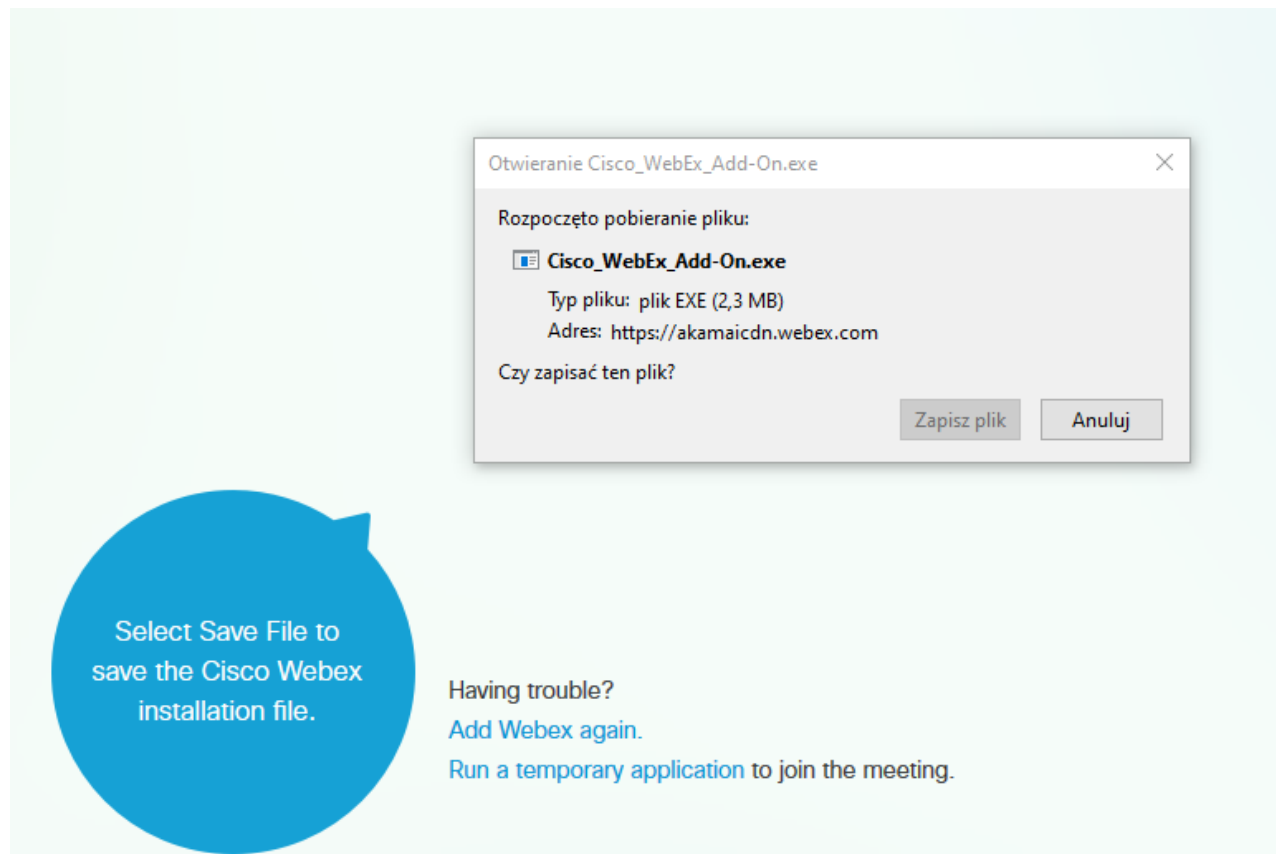 Otwieranie Cisco_WebEx_Add-On.exe
Rozpoczęto pobieranie pliku:
Cisco_WebEx_Add-On.exe
Typ pliku: plik EXE (2,3 MB)
Adres: https://akamaicdn.webex.com
Czy zapisać ten plik?
Zapisz plik Anuluj
Select Save File to
save the Cisco Webex
installation file.
Having trouble?
Add Webex again.
Run a temporary application to join the meeting.